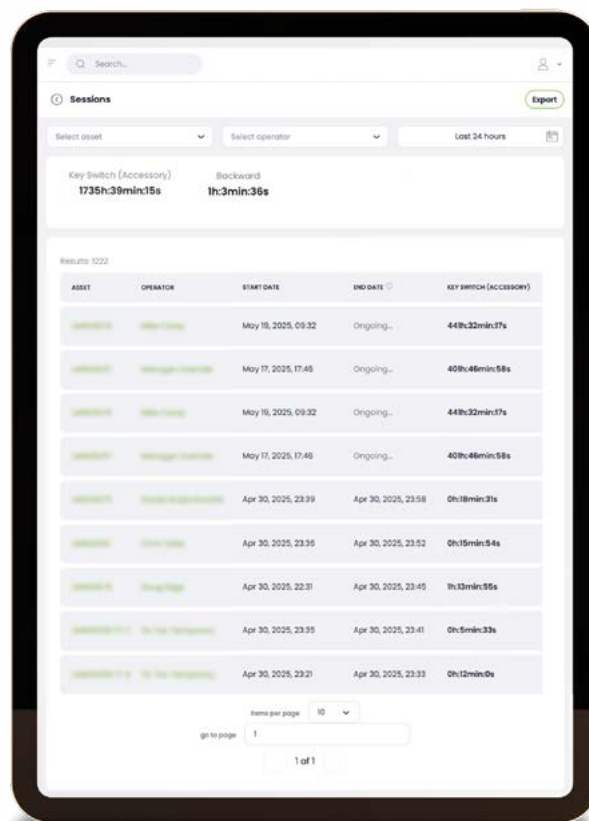 Search...
Sessions
Export
Select asset
Select operator
Last 24 hours
Key Switch (Accessory)
1735h:39min:15s
Backward
1h:3min:36s
Results: 1222
ASSET OPERATOR START DATE END DATE KEY SWITCH (ACCESSORY)
May 19, 2025, 09:32 Ongoing... 441h:32min:17s
May 17, 2025, 17:46 Ongoing... 401h:46min:58s
May 19, 2025, 09:32 Ongoing... 441h:32min:17s
May 17, 2025, 17:46 Ongoing... 401h:46min:58s
Apr 30, 2025, 23:39 Apr 30, 2025, 23:58 0h:18min:31s
Apr 30, 2025, 23:36 Apr 30, 2025, 23:52 0h:15min:54s
Apr 30, 2025, 22:31 Apr 30, 2025, 23:45 1h:13min:55s
Apr 30, 2025, 23:35 Apr 30, 2025, 23:41 0h:5min:33s
Apr 30, 2025, 23:21 Apr 30, 2025, 23:33 0h:12min:0s
items per page 10
go to page 1
1 of 1